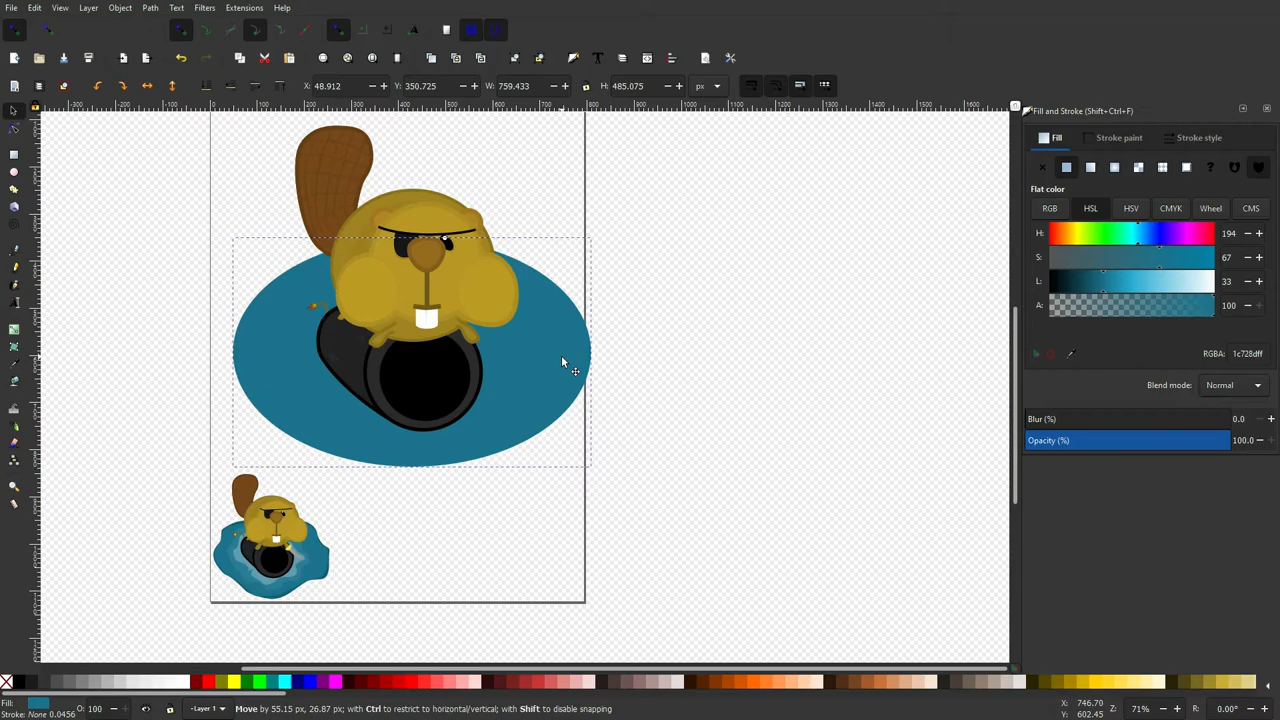 File Edit View Layer Object Path Text Filters Extensions Help
X: 48.912 Y: 350.725 W: 759.433 H: 485.075 px
Fill and Stroke (Shift+Ctrl+F)
Fill Stroke paint Stroke style
Flat color
RGB HSL HSV CMYK Wheel CMS
H: 194
S: 67
L: 33
A: 100
RGBA: 1c728dff
Blend mode: Normal
Blur (%) 0.0
Opacity (%) 100.0
Fill: O: 100 Layer 1 Move by 55.15 px, 26.87 px; with Ctrl to restrict to horizontal/vertical; with Shift to disable snapping X: 746.70 Z: 71% R: 0.00°
Stroke: None 0.0456 Y: 602.45